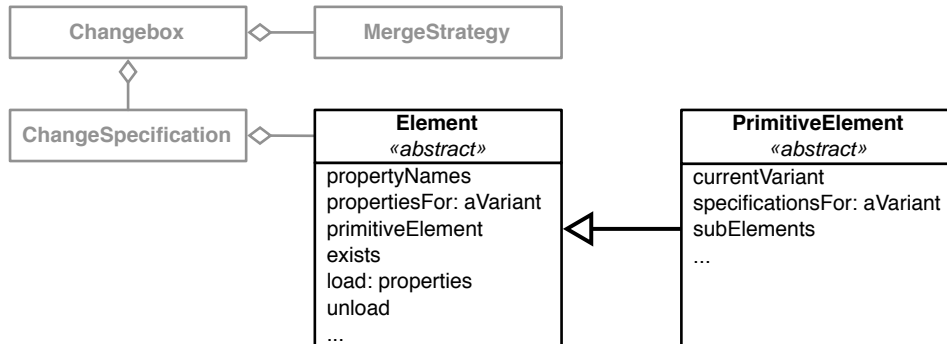 Changebox
MergeStrategy
ChangeSpecification
Element
«abstract»
propertyNames
propertiesFor: aVariant
primitiveElement
exists
load: properties
unload
...
PrimitiveElement
«abstract»
currentVariant
specificationsFor: aVariant
subElements
...